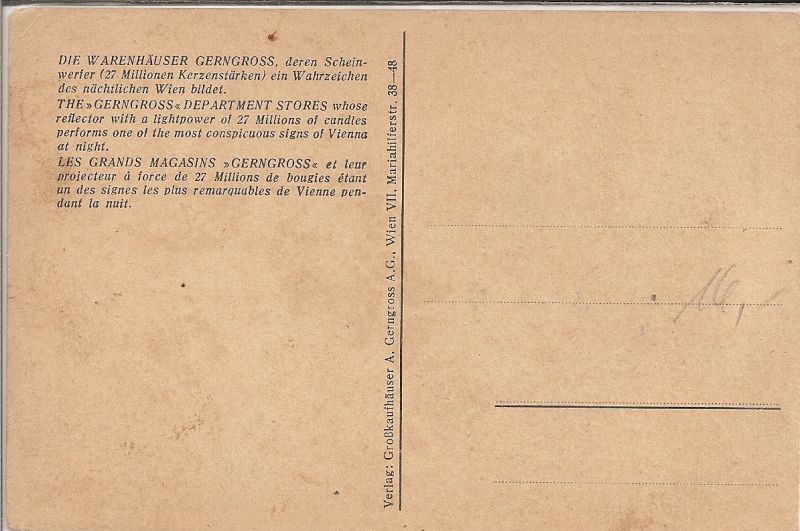 DIE WARENHÄUSER GERNGROSS, deren Schein-
werfer (27 Millionen Kerzenstärken) ein Wahrzeichen
des nächtlichen Wien bildet.
THE »GERNGROSS« DEPARTMENT STORES whose
reflector with a lightpower of 27 Millions of candles
performs one of the most conspicuous signs of Vienna
at night.
LES GRANDS MAGASINS »GERNGROSS« et leur
projecteur à force de 27 Millions de bougies étant
un des signes les plus remarquables de Vienne pen-
dant la nuit.
Verlag: Großkaufhäuser A. Gerngross A.G., Wien VII, Mariahilferstr. 38—48